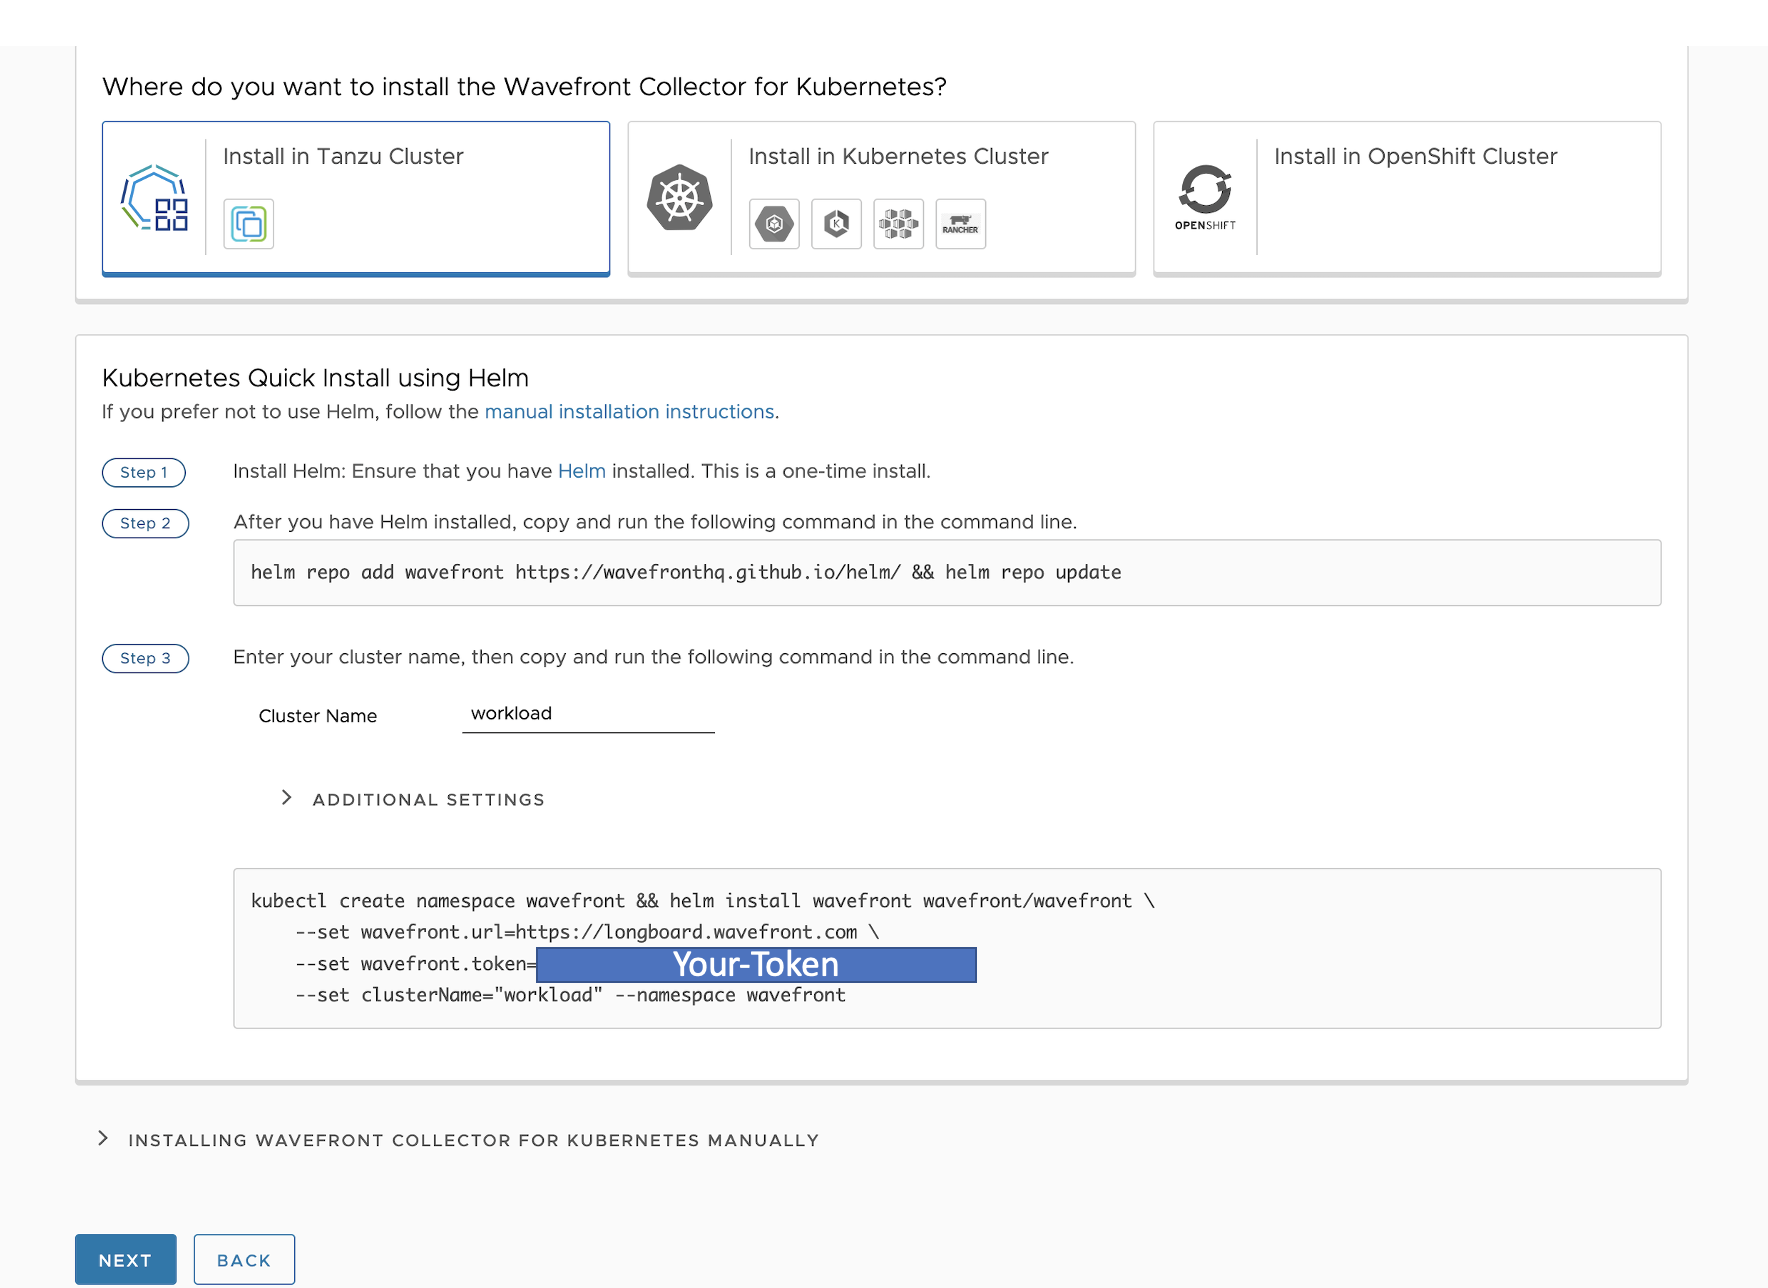 Where do you want to install the Wavefront Collector for Kubernetes?
Install in Tanzu Cluster
Install in Kubernetes Cluster
K
RANCHER
Install in OpenShift Cluster
OPENSHIFT
Kubernetes Quick Install using Helm
If you prefer not to use Helm, follow the manual installation instructions.
Step 1
Install Helm: Ensure that you have Helm installed. This is a one-time install.
Step 2
After you have Helm installed, copy and run the following command in the command line.
helm repo add wavefront https://wavefronthq.github.io/helm/ && helm repo update
Step 3
Enter your cluster name, then copy and run the following command in the command line.
Cluster Name
workload
> ADDITIONAL SETTINGS
kubectl create namespace wavefront && helm install wavefront wavefront/wavefront \
--set wavefront.url=https://longboard.wavefront.com \
--set wavefront.token= Your-Token
--set clusterName="workload" --namespace wavefront
> INSTALLING WAVEFRONT COLLECTOR FOR KUBERNETES MANUALLY
NEXT
BACK